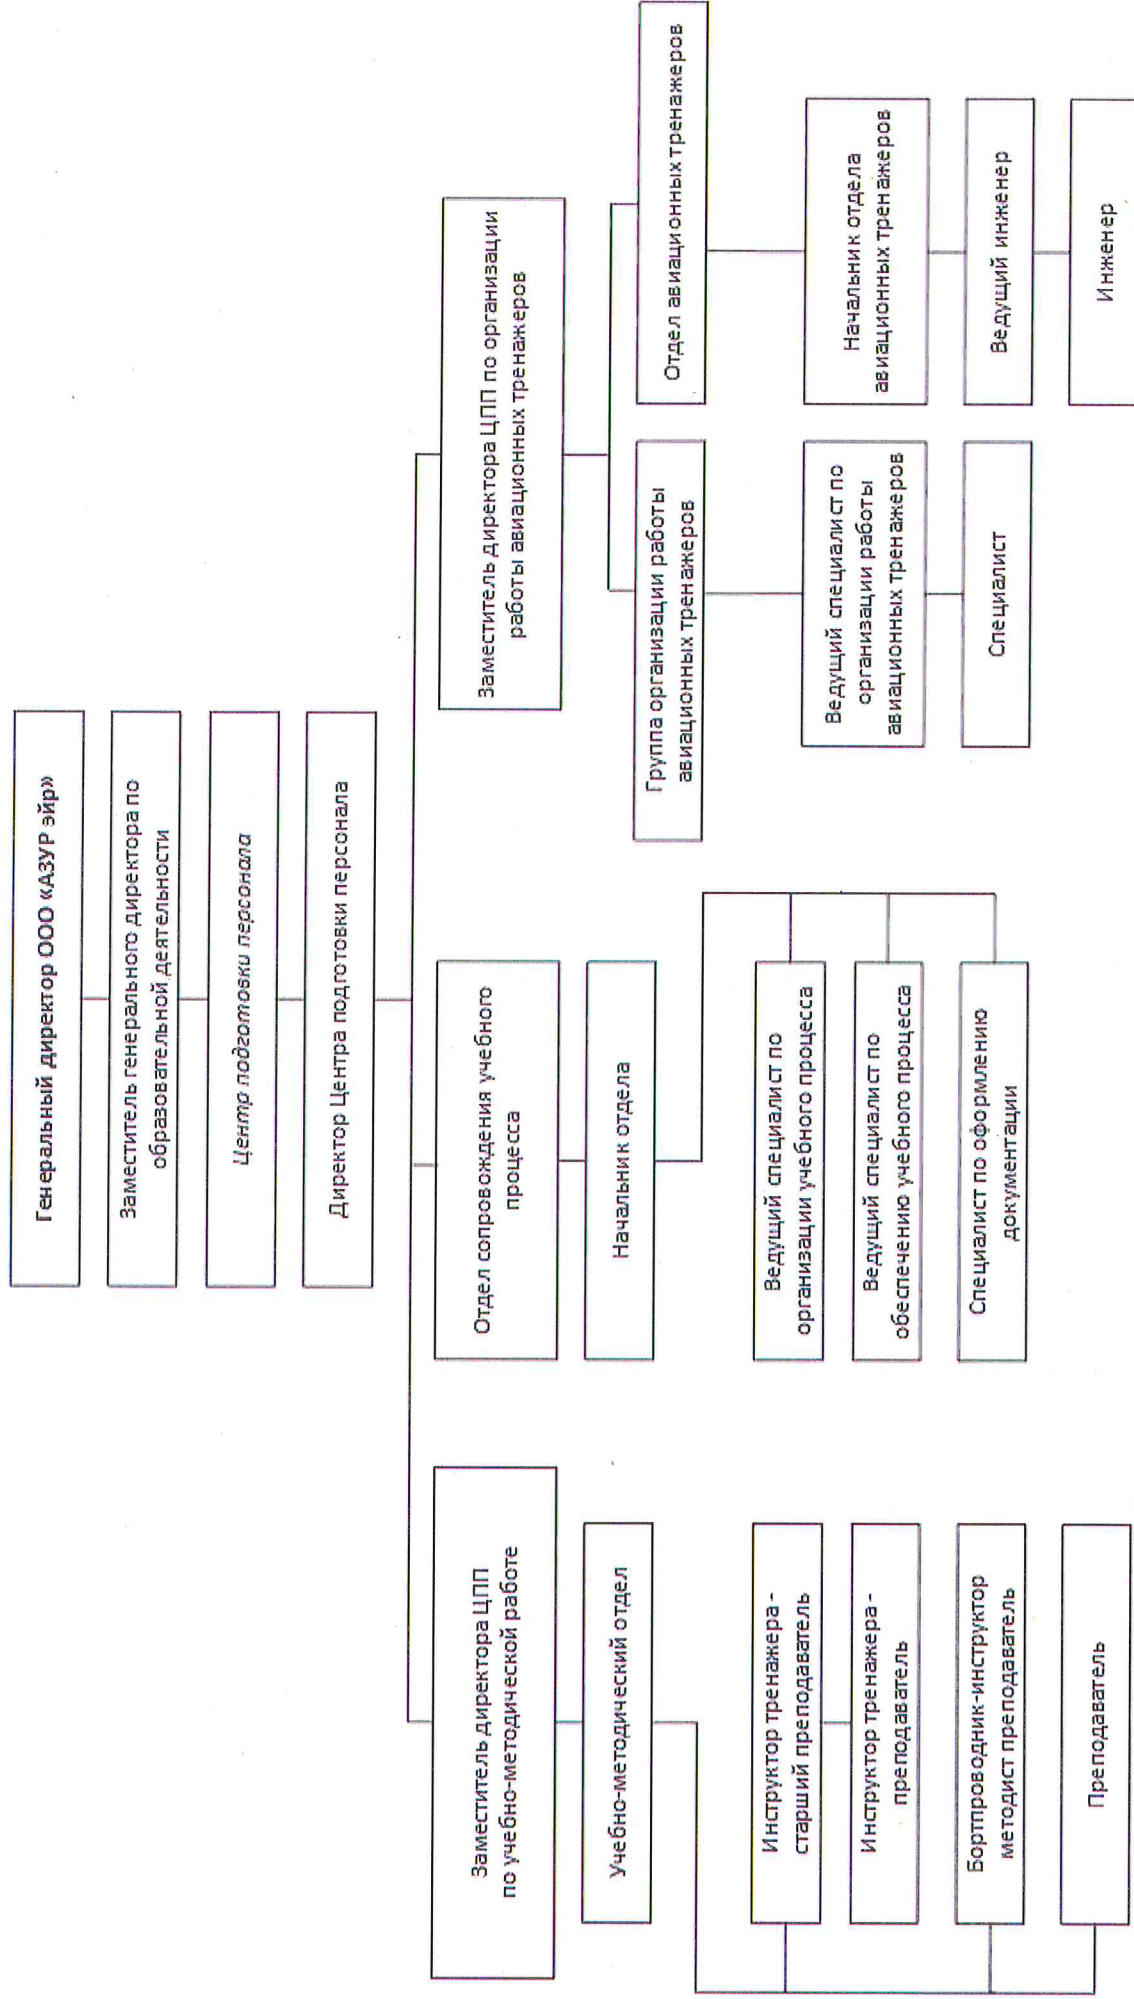 Генеральный директор ООО «АЗУР эйр»
Заместитель генерального директора по
образовательной деятельности
Центр подготовки персонала
Директор Центра подготовки персонала
Заместитель директора ЦПП
по учебно-методической работе
Учебно-методический отдел
Инструктор тренажера -
старший преподаватель
Инструктор тренажера -
преподаватель
Бортпроводник-инструктор
методист преподаватель
Преподаватель
Отдел сопровождения учебного
процесса
Начальник отдела
Ведущий специалист по
организации учебного процесса
Ведущий специалист по
обеспечению учебного процесса
Специалист по оформлению
документации
Заместитель директора ЦПП по организации
работы авиационных тренажеров
Группа организации работы
авиационных тренажеров
Ведущий специалист по
организации работы
авиационных тренажеров
Специалист
Отдел авиационных тренажеров
Начальник отдела
авиационных тренажеров
Ведущий инженер
Инженер